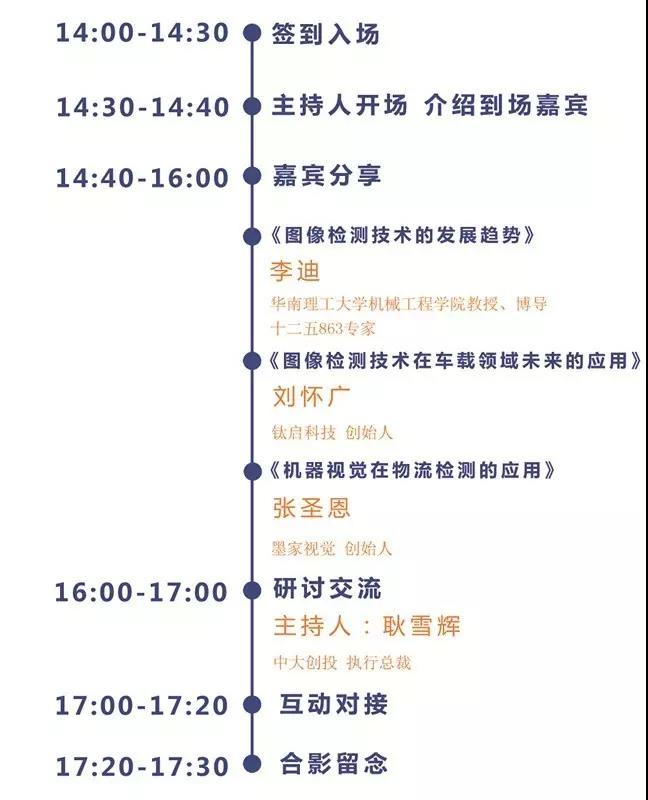 14:00-14:30 签到入场
14:30-14:40 主持人开场 介绍到场嘉宾
14:40-16:00 嘉宾分享
《图像检测技术的发展趋势》
李迪
华南理工大学机械工程学院教授、博导
十二五863专家
《图像检测技术在车载领域未来的应用》
刘怀广
钛启科技 创始人
《机器视觉在物流检测的应用》
张圣恩
墨家视觉 创始人
16:00-17:00 研讨交流
主持人：耿雪辉
中大创投 执行总裁
17:00-17:20 互动对接
17:20-17:30 合影留念